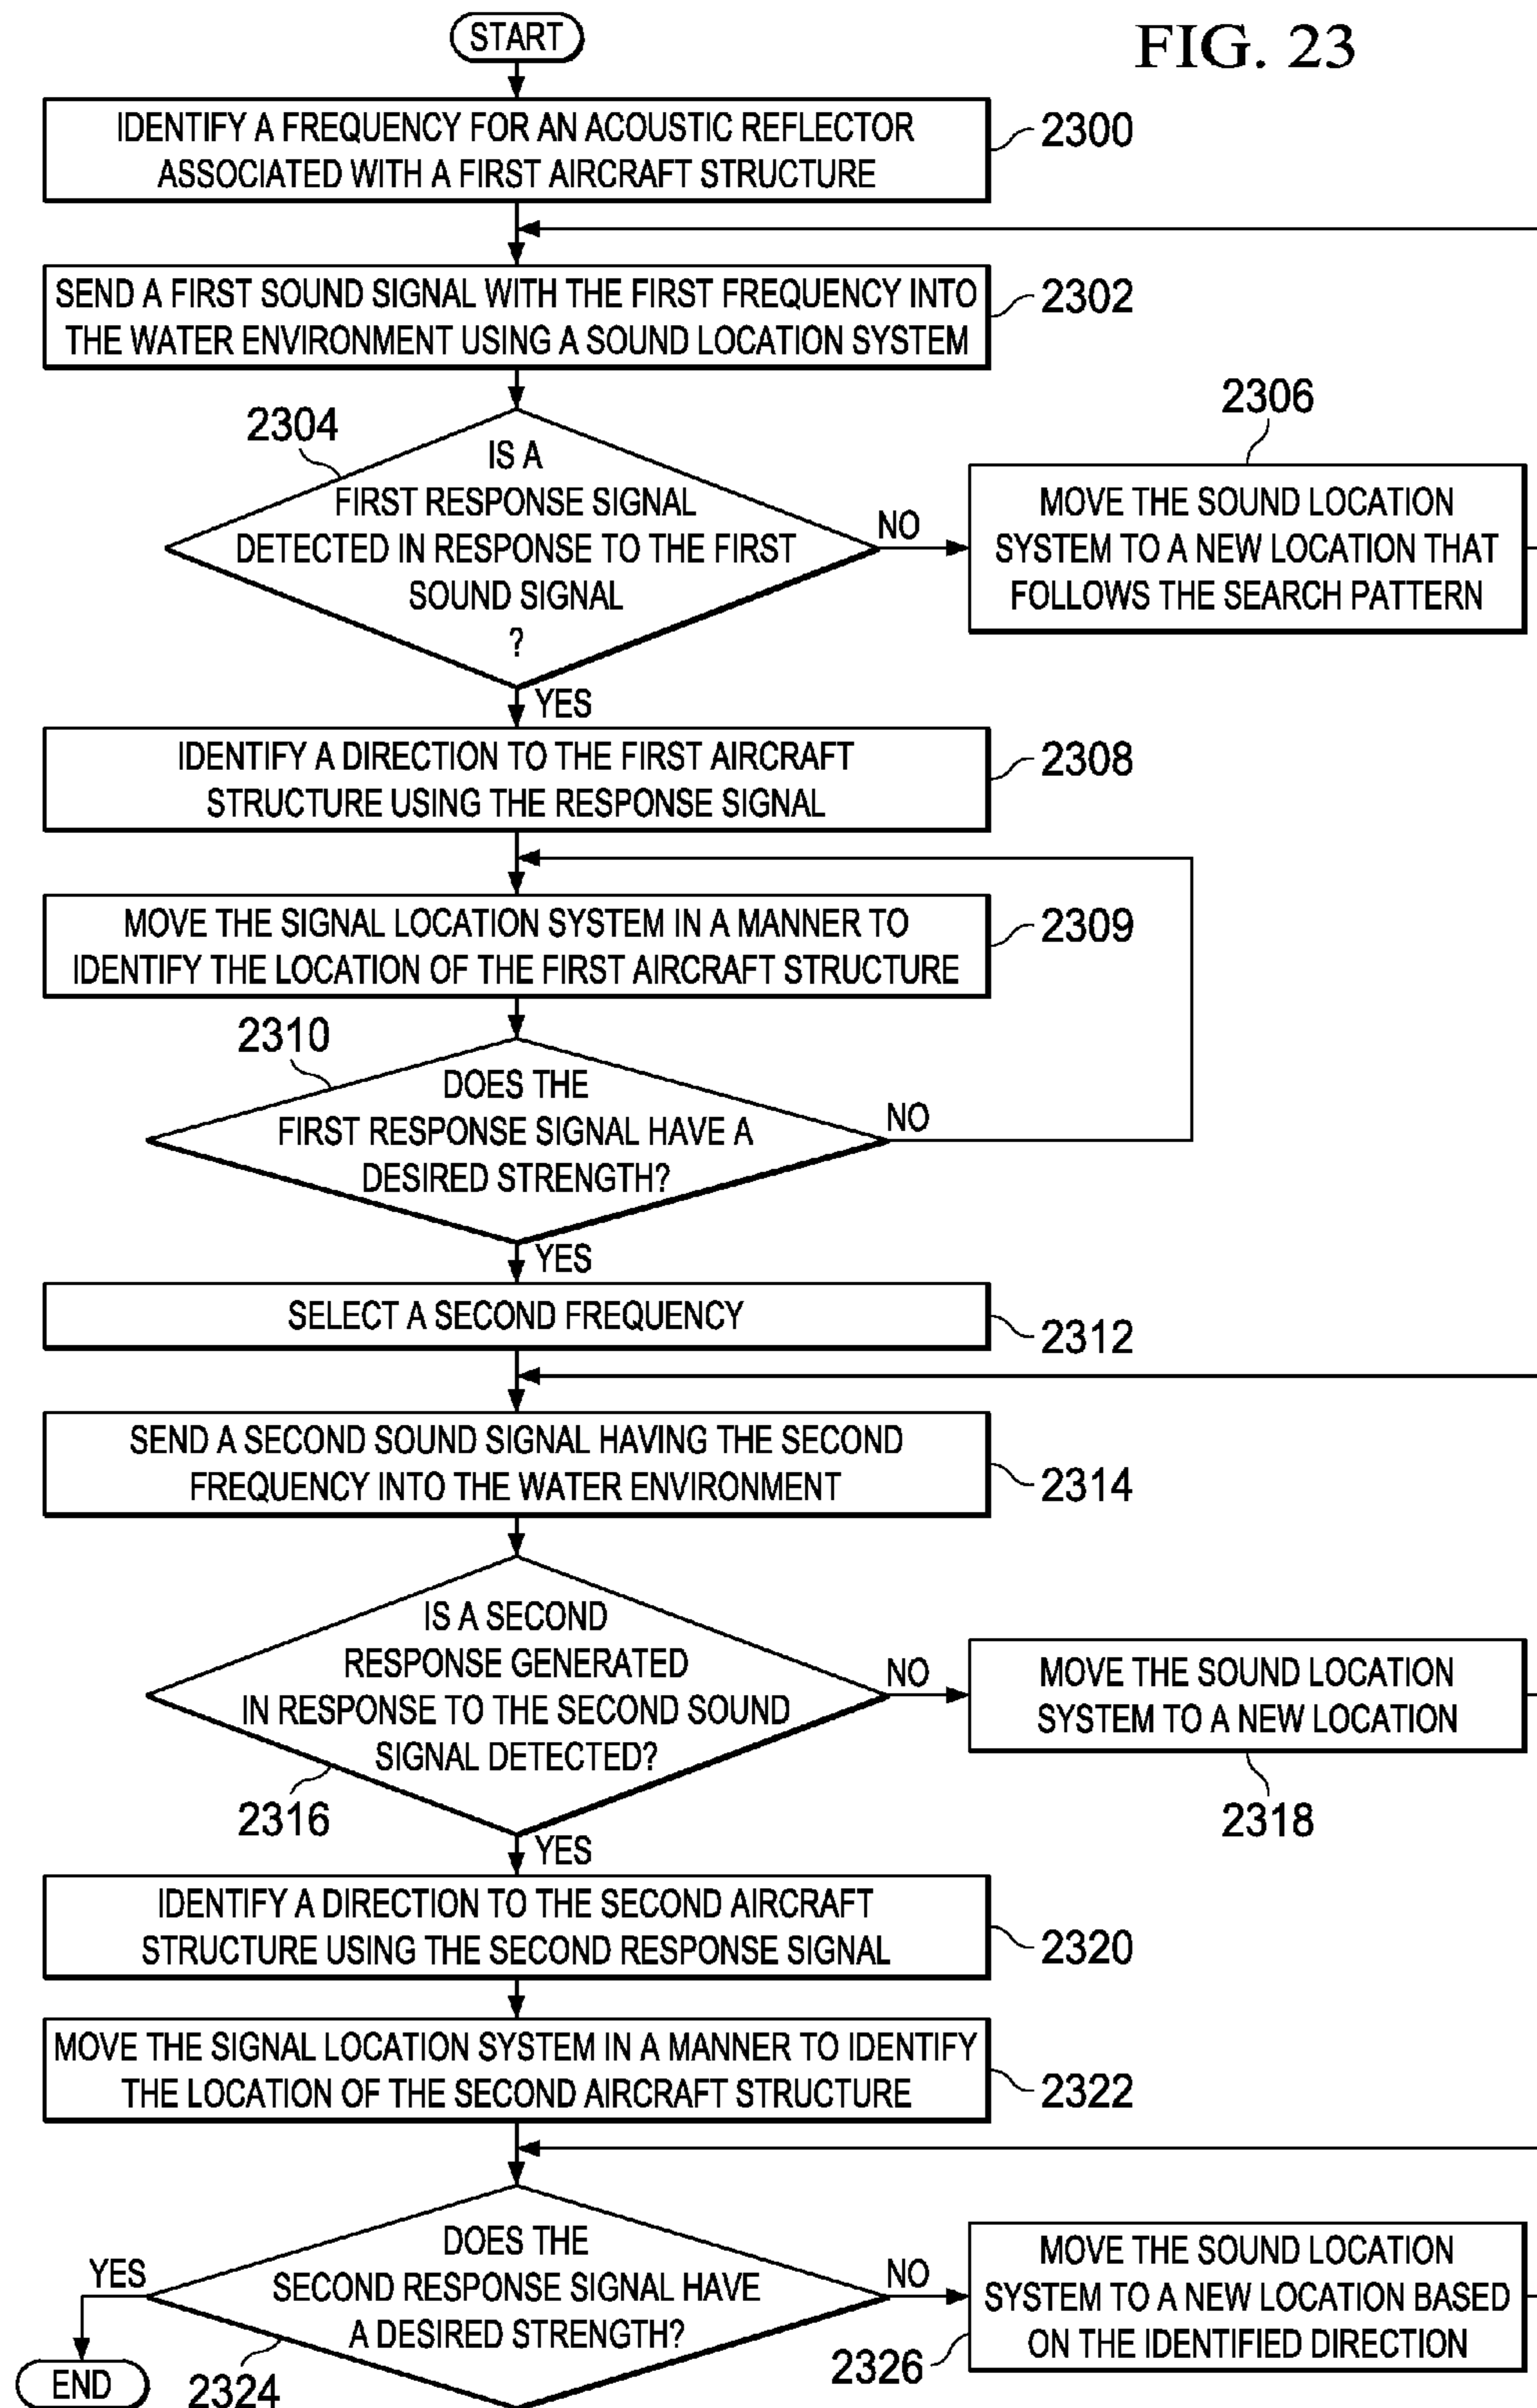 START
FIG. 23
IDENTIFY A FREQUENCY FOR AN ACOUSTIC REFLECTOR
ASSOCIATED WITH A FIRST AIRCRAFT STRUCTURE
2300
SEND A FIRST SOUND SIGNAL WITH THE FIRST FREQUENCY INTO
THE WATER ENVIRONMENT USING A SOUND LOCATION SYSTEM
2302
2304
IS A
FIRST RESPONSE SIGNAL
DETECTED IN RESPONSE TO THE FIRST
SOUND SIGNAL
?
NO
2306
MOVE THE SOUND LOCATION
SYSTEM TO A NEW LOCATION THAT
FOLLOWS THE SEARCH PATTERN
YES
IDENTIFY A DIRECTION TO THE FIRST AIRCRAFT
STRUCTURE USING THE RESPONSE SIGNAL
2308
MOVE THE SIGNAL LOCATION SYSTEM IN A MANNER TO
IDENTIFY THE LOCATION OF THE FIRST AIRCRAFT STRUCTURE
2309
2310
DOES THE
FIRST RESPONSE SIGNAL HAVE A
DESIRED STRENGTH?
NO
YES
SELECT A SECOND FREQUENCY
2312
SEND A SECOND SOUND SIGNAL HAVING THE SECOND
FREQUENCY INTO THE WATER ENVIRONMENT
2314
IS A SECOND
RESPONSE GENERATED
IN RESPONSE TO THE SECOND SOUND
SIGNAL DETECTED?
2316
NO
MOVE THE SOUND LOCATION
SYSTEM TO A NEW LOCATION
2318
YES
IDENTIFY A DIRECTION TO THE SECOND AIRCRAFT
STRUCTURE USING THE SECOND RESPONSE SIGNAL
2320
MOVE THE SIGNAL LOCATION SYSTEM IN A MANNER TO IDENTIFY
THE LOCATION OF THE SECOND AIRCRAFT STRUCTURE
2322
DOES THE
SECOND RESPONSE SIGNAL HAVE
A DESIRED STRENGTH?
2324
YES
END
NO
MOVE THE SOUND LOCATION
SYSTEM TO A NEW LOCATION BASED
ON THE IDENTIFIED DIRECTION
2326